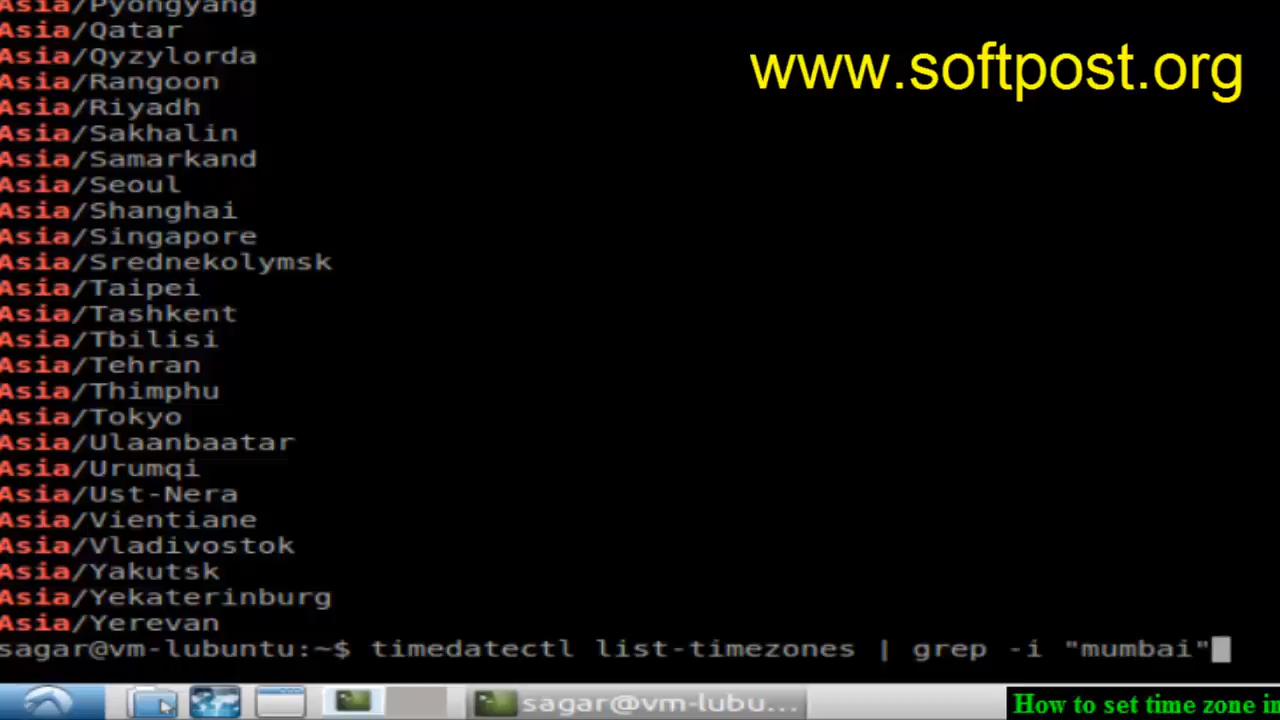 Asia/Pyongyang
Asia/Qatar
www.softpost.org
Asia/Qyzylorda
Asia/Rangoon
Asia/Riyadh
Asia/Sakhalin
Asia/Samarkand
Asia/Seoul
Asia/Shanghai
Asia/Singapore
Asia/Srednekolymsk
Asia/Taipei
Asia/Tashkent
Asia/Tbilisi
Asia/Tehran
Asia/Thimphu
Asia/Tokyo
Asia/Ulaanbaatar
Asia/Urumqi
Asia/Ust-Nera
Asia/Vientiane
Asia/Vladivostok
Asia/Yakutsk
Asia/Yekaterinburg
Asia/Yerevan
sagar@vm-lubuntu:~$ timedatectl list-timezones | grep -i "mumbai"
sagar@vm-lubu...
How to set time zone in